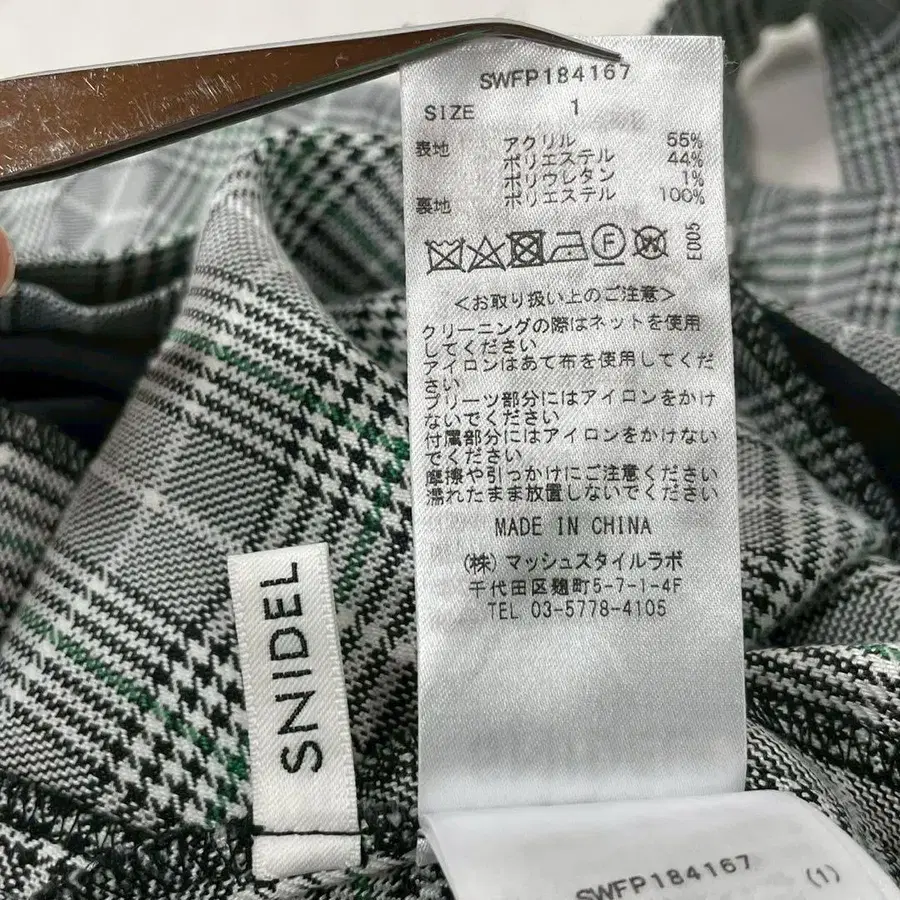 SWFP184167
SIZE 1
表地 アクリル 55%
ポリエステル 44%
ポリウレタン 1%
裏地 ポリエステル 100%
F
W
E005
＜お取り扱い上のご注意＞
クリーニングの際はネットを使用
してください
アイロンはあて布を使用してくだ
さい
プリーツ部分にはアイロンをかけ
ないでください
付属部分にはアイロンをかけない
でください
摩擦や引っかけにご注意ください
濡れたまま放置しないでください
MADE IN CHINA
(株) マッシュスタイルラボ
千代田区麹町5-7-1-4F
TEL 03-5778-4105
SNIDEL
SWFP184167 (1)